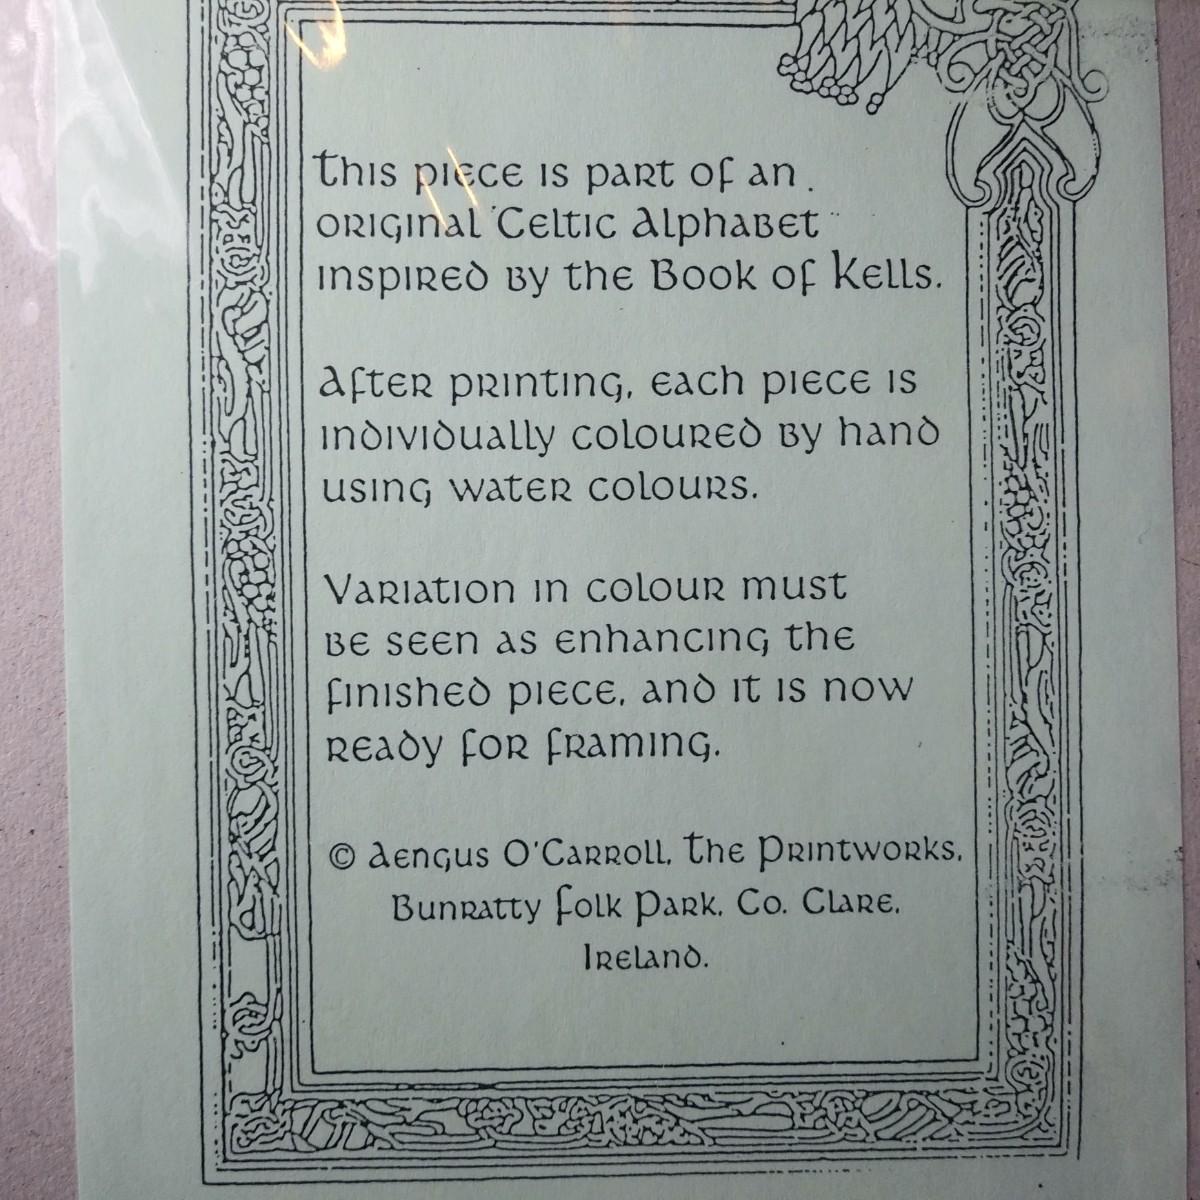 This piece is part of an
original Celtic Alphabet
inspired by the Book of Kells.
After printing, each piece is
individually coloured by hand
using water colours.
Variation in colour must
be seen as enhancing the
finished piece, and it is now
ready for framing.
© Aengus O'Carroll, The Printworks,
Bunratty Folk Park, Co. Clare,
Ireland.